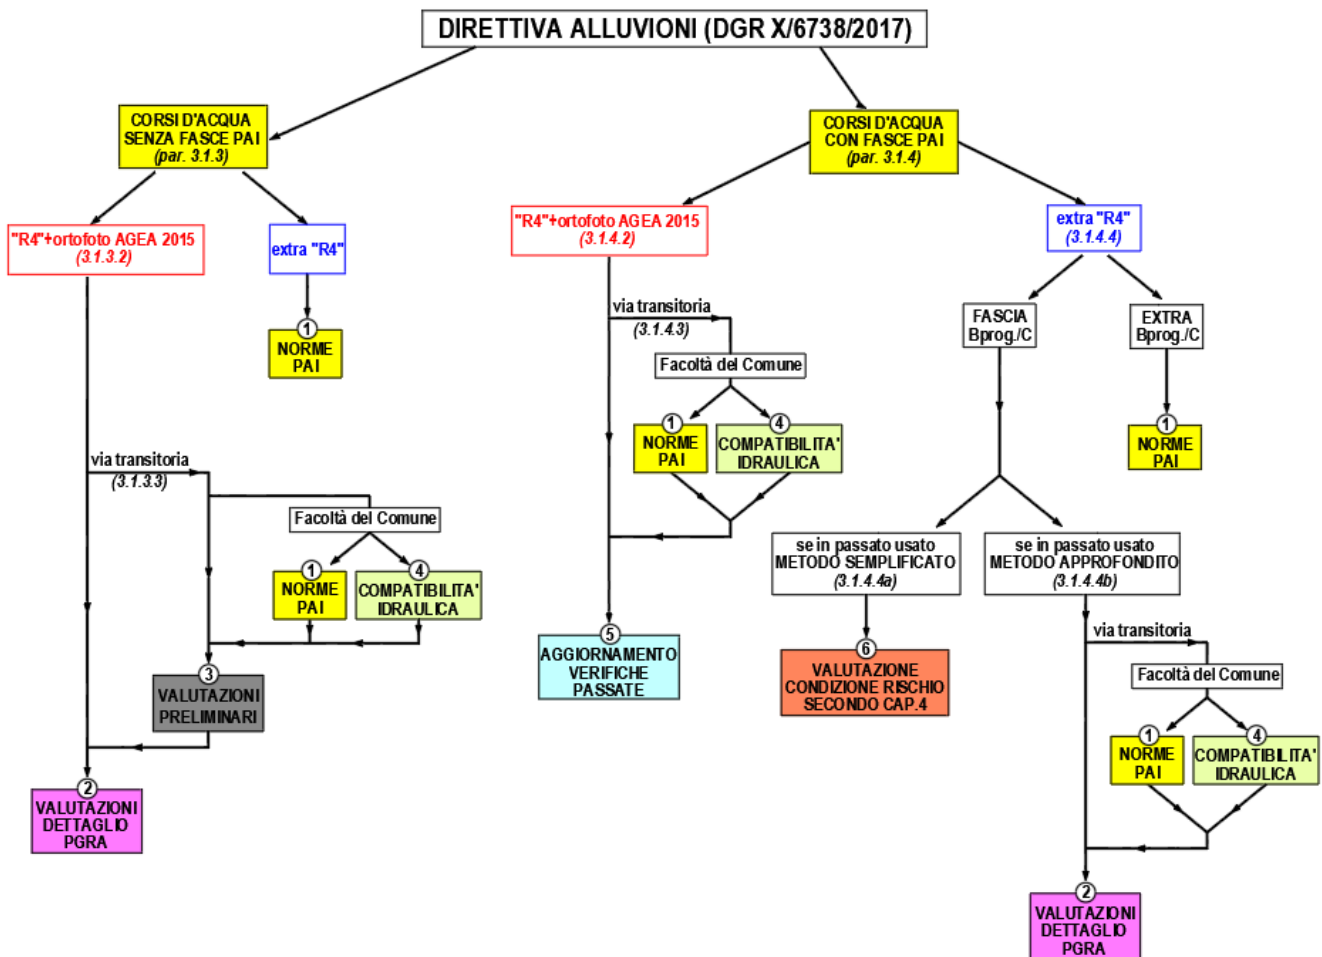 DIRETTIVA ALLUVIONI (DGR X/6738/2017)
CORSI D'ACQUA
SENZA FASCE PAI
(par. 3.1.3)
CORSI D'ACQUA
CON FASCE PAI
(par. 3.1.4)
"R4"+ortofoto AGEA 2015
(3.1.3.2)
extra "R4"
1
NORME
PAI
via transitoria
(3.1.3.3)
Facoltà del Comune
1
NORME
PAI
4
COMPATIBILITA'
IDRAULICA
3
VALUTAZIONI
PRELIMINARI
2
VALUTAZIONI
DETTAGLIO
PGRA
"R4"+ortofoto AGEA 2015
(3.1.4.2)
via transitoria
(3.1.4.3)
Facoltà del Comune
1
NORME
PAI
4
COMPATIBILITA'
IDRAULICA
5
AGGIORNAMENTO
VERIFICHE
PASSATE
extra "R4"
(3.1.4.4)
FASCIA
Bprog./C
EXTRA
Bprog./C
1
NORME
PAI
se in passato usato
METODO SEMPLIFICATO
(3.1.4.4a)
6
VALUTAZIONE
CONDIZIONE RISCHIO
SECONDO CAP.4
se in passato usato
METODO APPROFONDITO
(3.1.4.4b)
via transitoria
Facoltà del Comune
1
NORME
PAI
4
COMPATIBILITA'
IDRAULICA
2
VALUTAZIONI
DETTAGLIO
PGRA